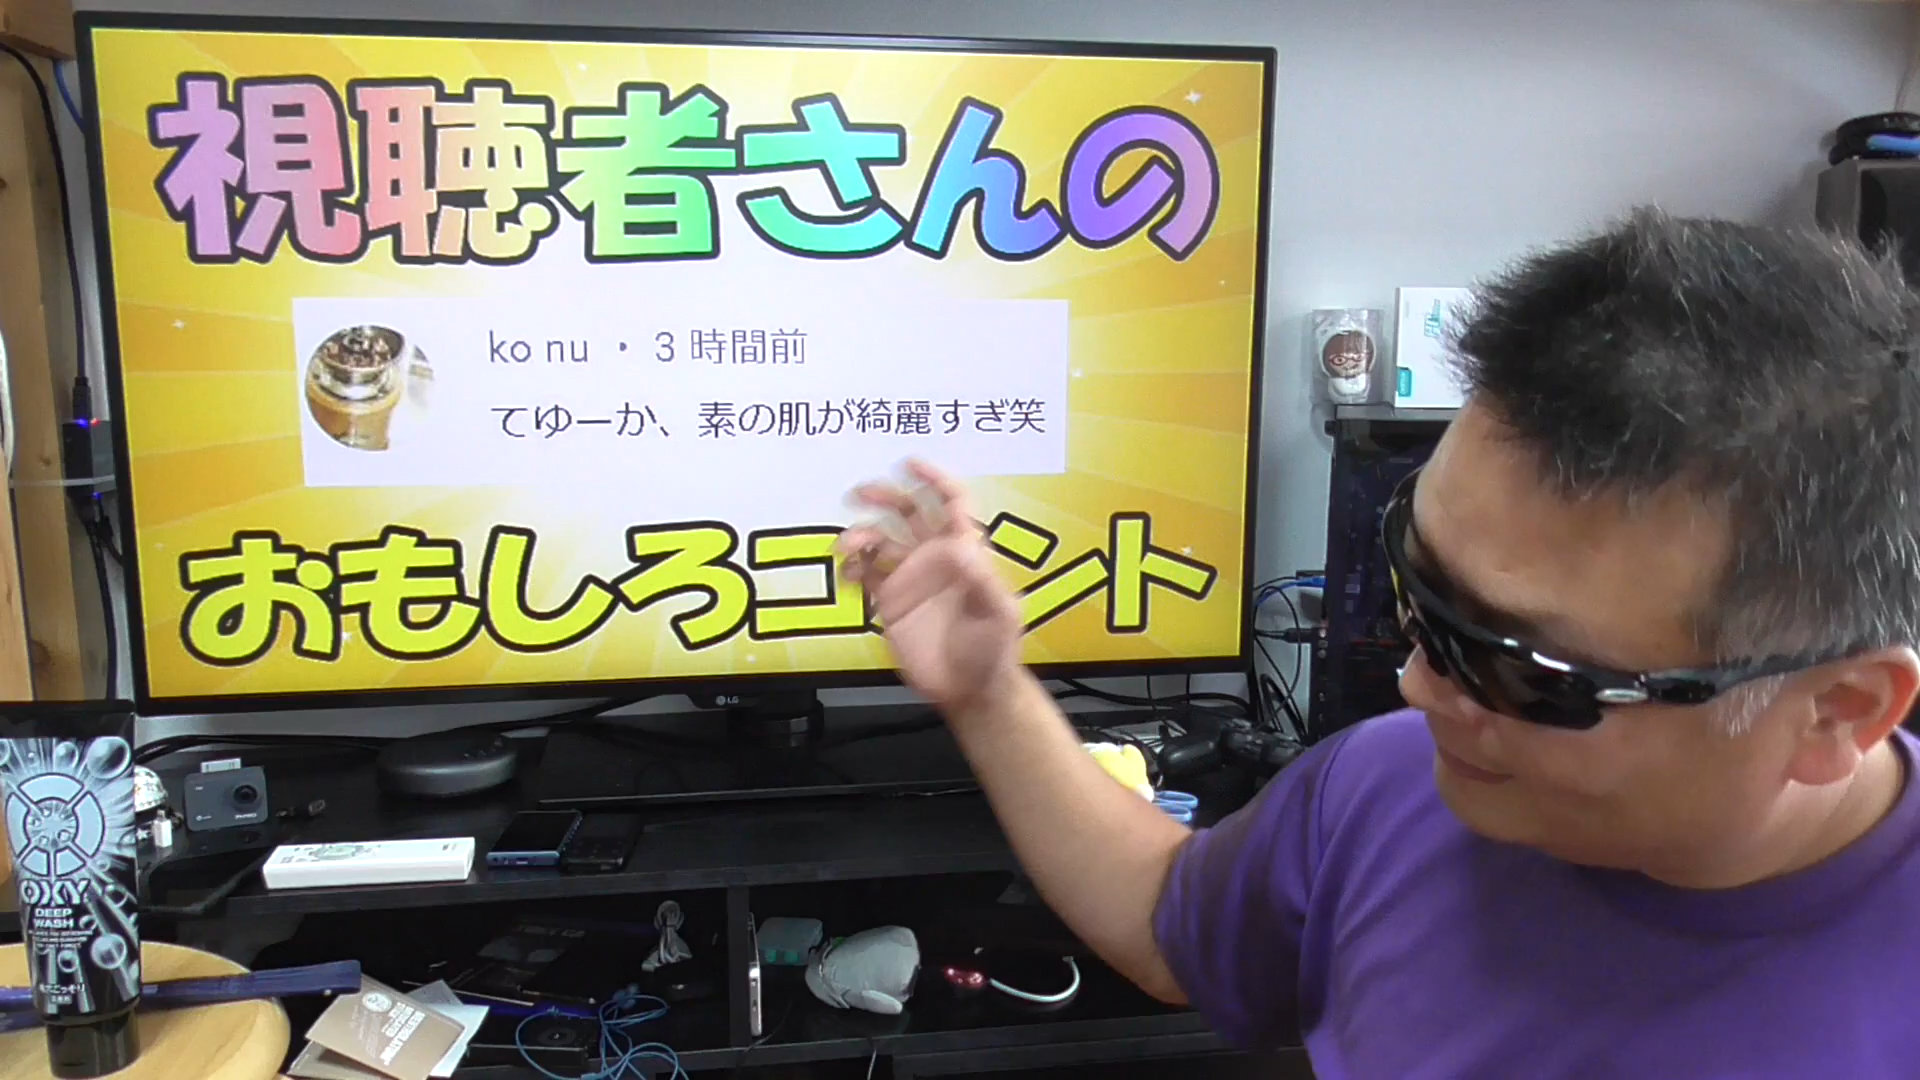 視聴者さんの
ko nu ・ 3 時間前
てゆーか、素の肌が綺麗すぎ笑
おもしろコメント
LG
OXY
DEEP
WASH